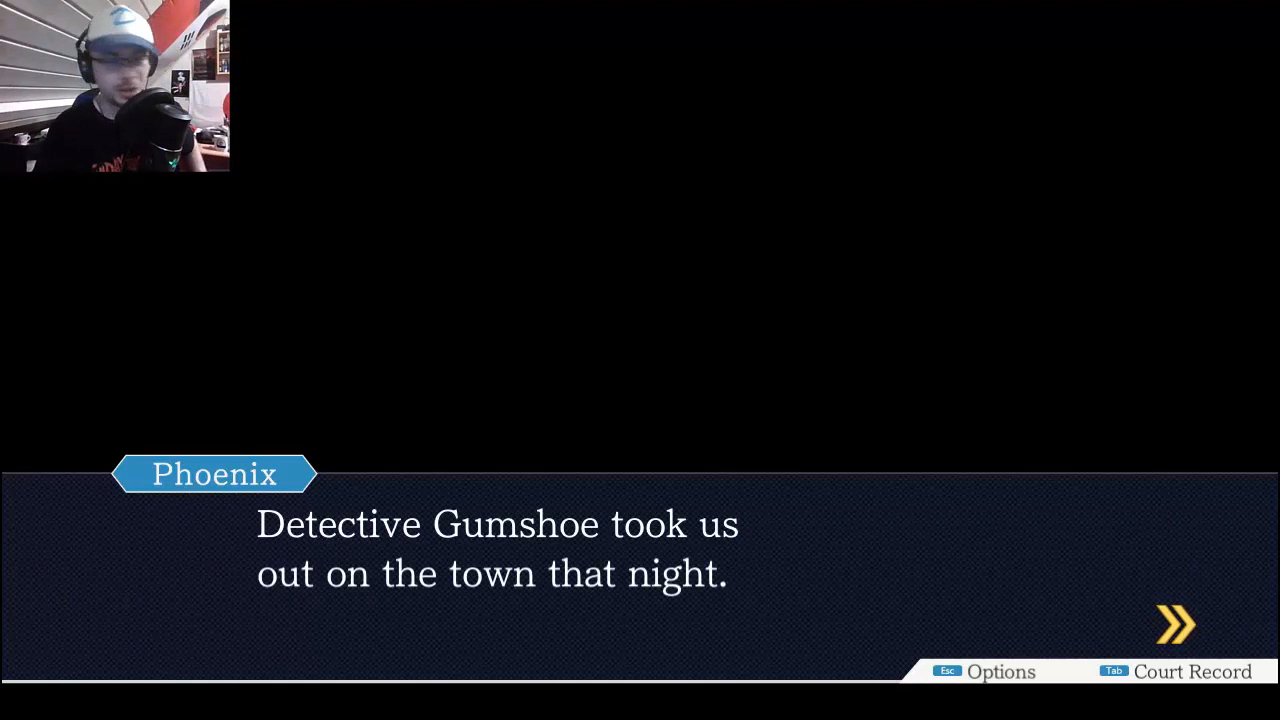 Phoenix
Detective Gumshoe took us
out on the town that night.
Esc Options
Tab Court Record